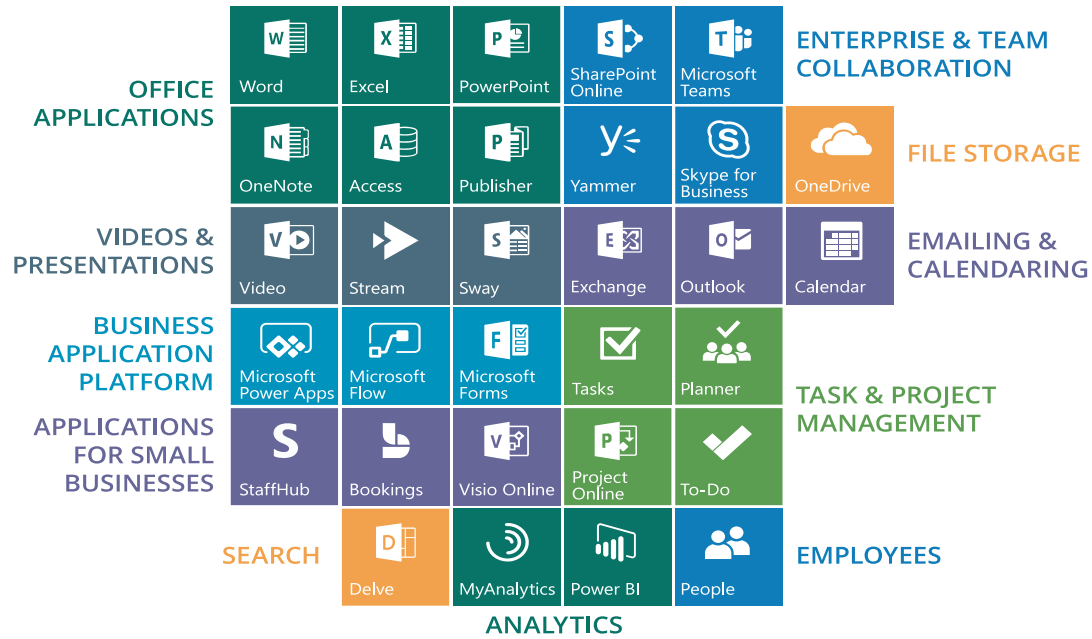 OFFICE
APPLICATIONS
W
Word
X
Excel
P
PowerPoint
S
SharePoint
Online
T
Microsoft
Teams
ENTERPRISE & TEAM
COLLABORATION
N
OneNote
A
Access
P
Publisher
Yammer
S
Skype for
Business
OneDrive
FILE STORAGE
VIDEOS &
PRESENTATIONS
V
Video
Stream
S
Sway
E
Exchange
O
Outlook
Calendar
EMAILING &
CALENDARING
BUSINESS
APPLICATION
PLATFORM
Microsoft
Power Apps
Microsoft
Flow
F
Microsoft
Forms
Tasks
Planner
TASK & PROJECT
MANAGEMENT
APPLICATIONS
FOR SMALL
BUSINESSES
S
StaffHub
Bookings
V
Visio Online
P
Project
Online
To-Do
SEARCH
D
Delve
MyAnalytics
Power BI
People
EMPLOYEES
ANALYTICS